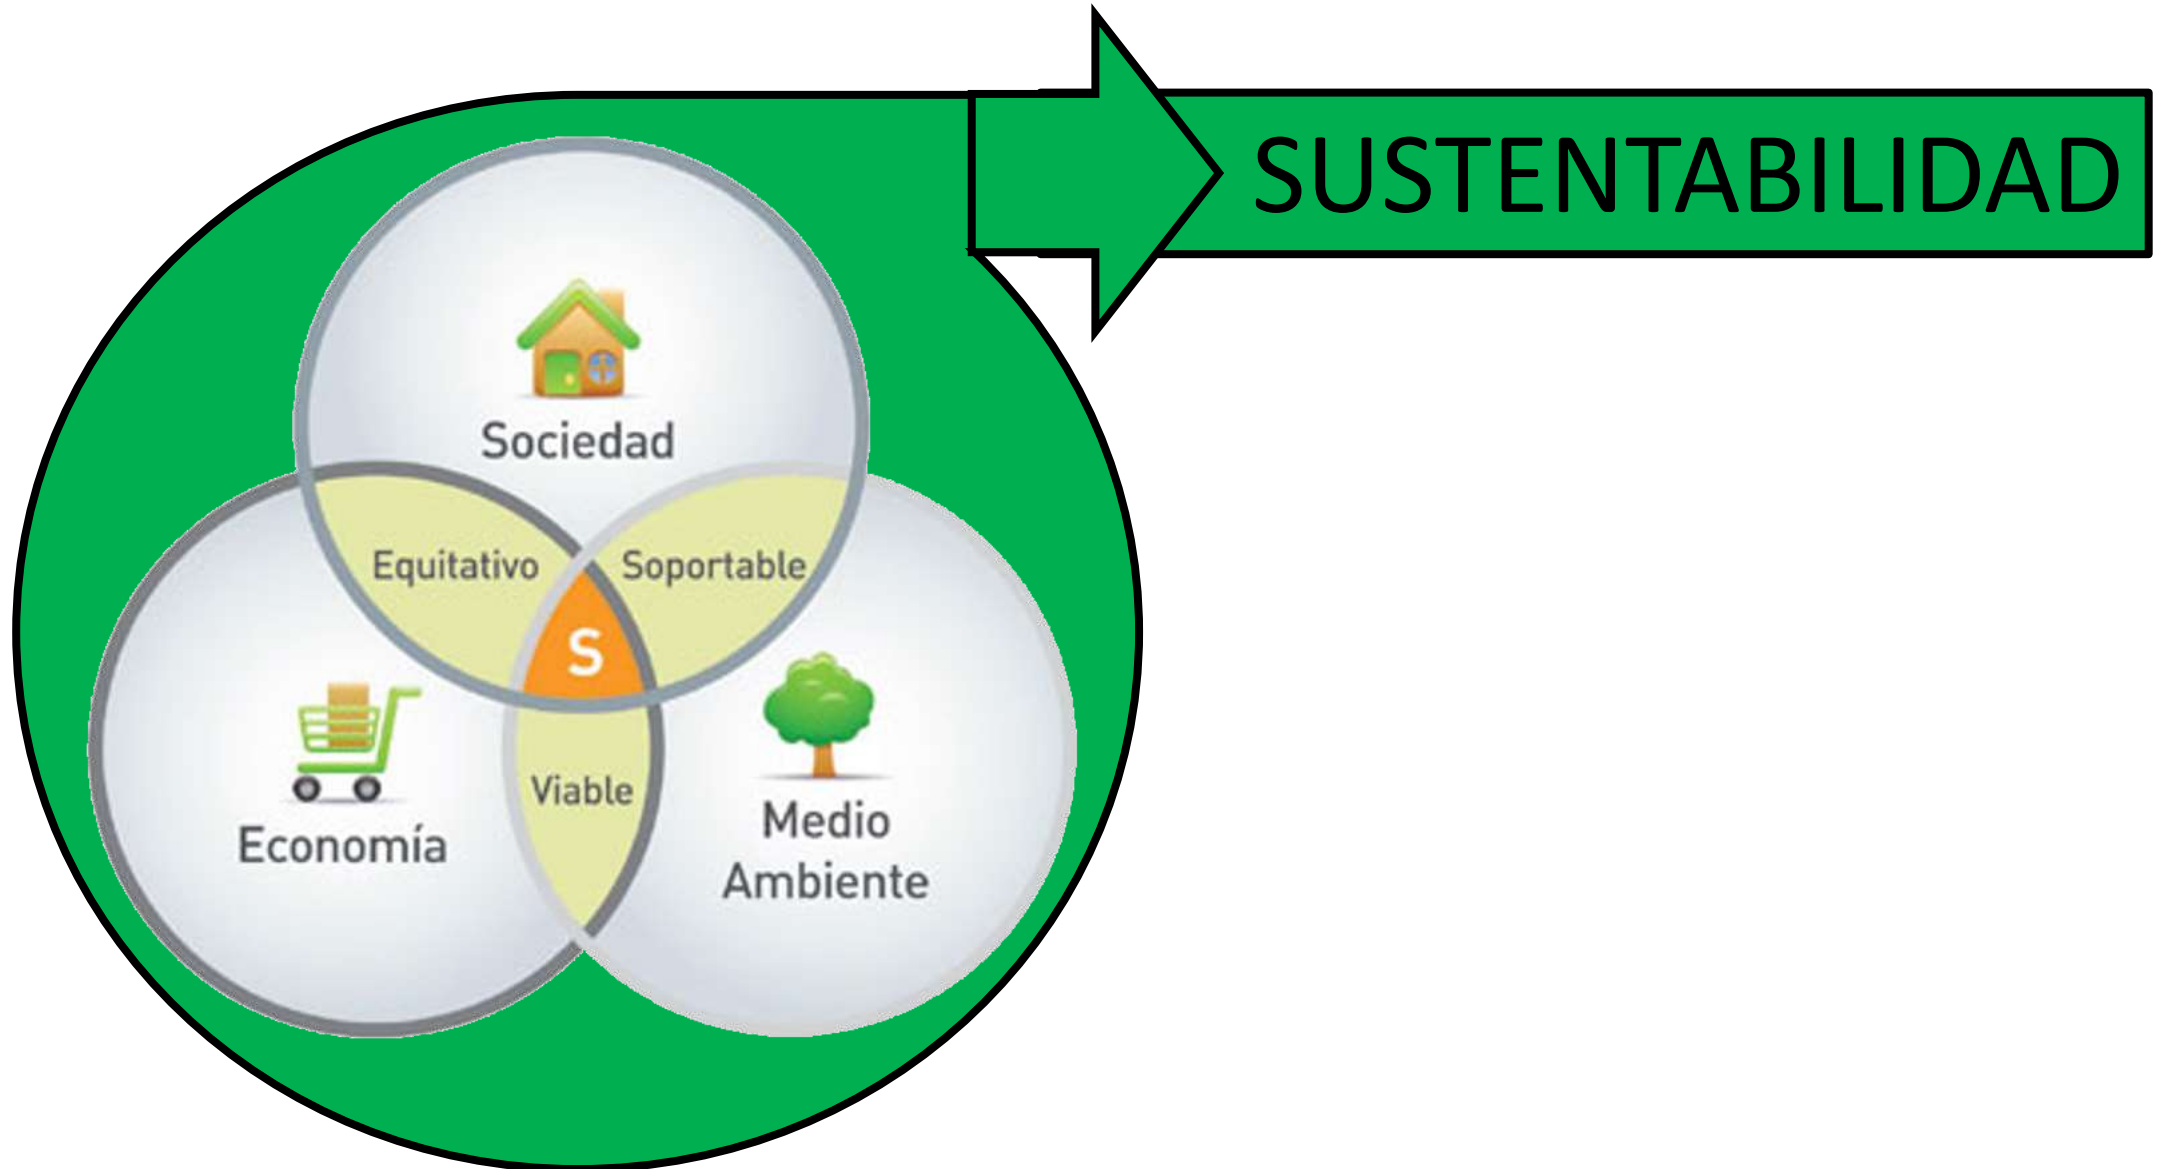 SUSTENTABILIDAD
Sociedad
Equitativo
Soportable
S
Viable
Economía
Medio
Ambiente